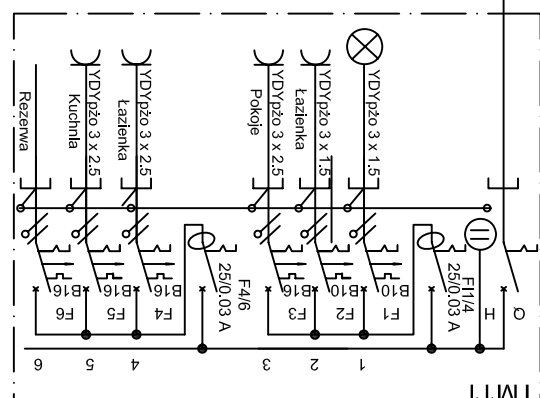 Rezerwa
Kuchnia
YDYpżo 3 x 2.5
Łazienka
YDYpżo 3 x 2.5
Pokoje
YDYpżo 3 x 2.5
Łazienka
YDYpżo 3 x 1.5
YDYpżo 3 x 1.5
B16
F6
B16
F5
B16
F4
F4/6
25/0.03 A
B16
F3
B10
F2
B10
F1
FI1/4
25/0.03 A
H
Q
6
5
4
3
2
1